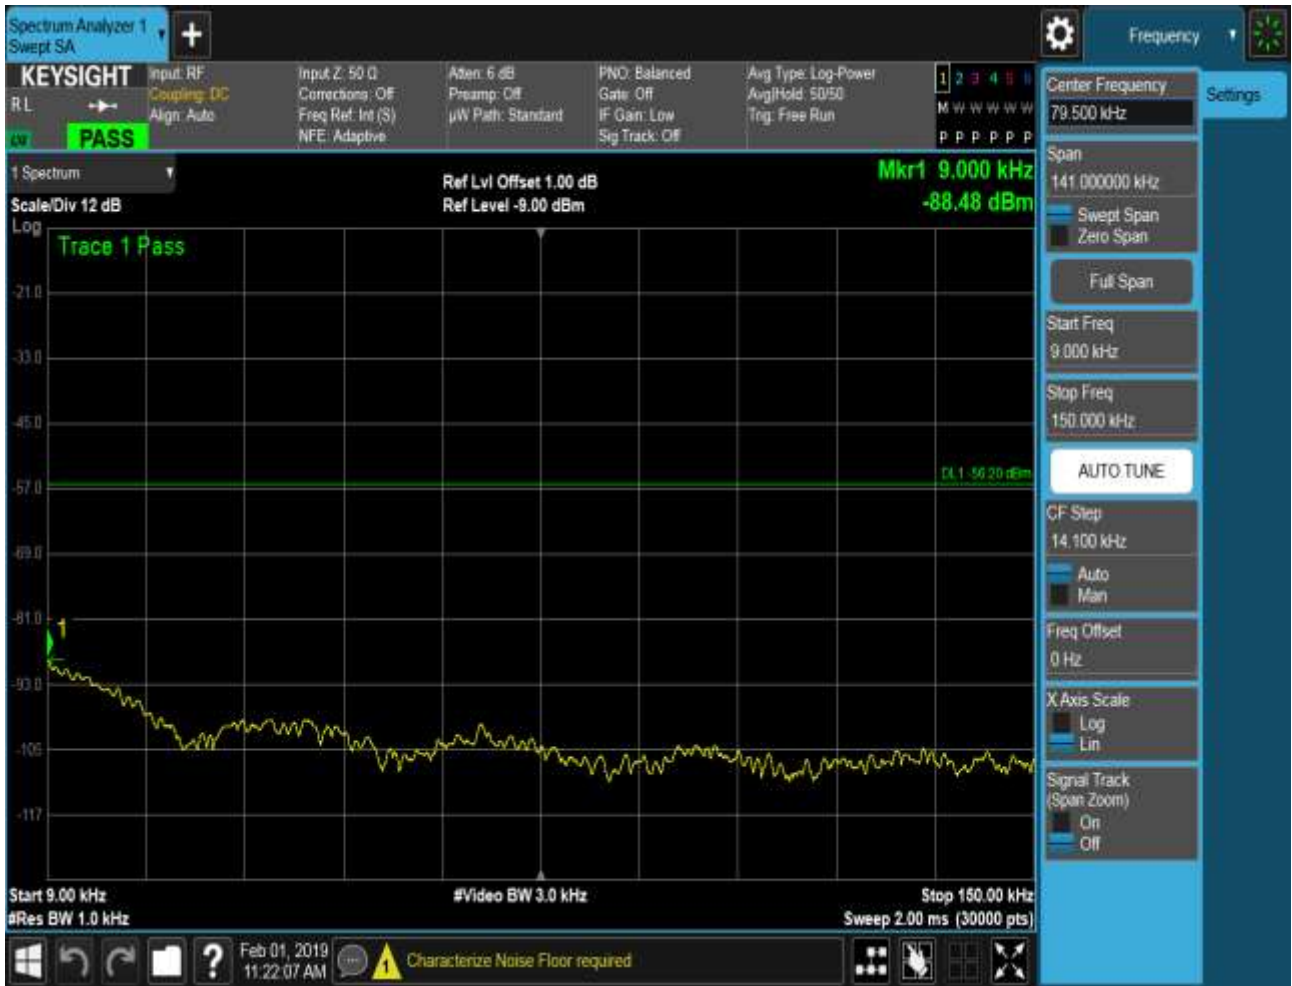 Spectrum Analyzer 1
Swept SA
+
Frequency
KEYSIGHT
RL
PASS
Input: RF
Coupling: DC
Align: Auto
Input Z: 50 Ω
Corrections: Off
Freq Ref: Int (S)
NFE: Adaptive
Atten: 6 dB
Preamp: Off
µW Path: Standard
PNO: Balanced
Gate: Off
IF Gain: Low
Sig Track: Off
Avg Type: Log-Power
Avg|Hold: 50/50
Trig: Free Run
1 2 3 4 5 6
M W W W W W
P P P P P P
1 Spectrum
Scale/Div 12 dB
Ref Lvl Offset 1.00 dB
Ref Level -9.00 dBm
Mkr1 9.000 kHz
-88.48 dBm
Log
Trace 1 Pass
-21.0
-33.0
-45.0
DL1 -56.20 dBm
-57.0
-69.0
-81.0
1
-93.0
-105
-117
Start 9.00 kHz
#Res BW 1.0 kHz
#Video BW 3.0 kHz
Stop 150.00 kHz
Sweep 2.00 ms (30000 pts)
Center Frequency
79.500 kHz
Settings
Span
141.000000 kHz
Swept Span
Zero Span
Full Span
Start Freq
9.000 kHz
Stop Freq
150.000 kHz
AUTO TUNE
CF Step
14.100 kHz
Auto
Man
Freq Offset
0 Hz
X Axis Scale
Log
Lin
Signal Track
(Span Zoom)
On
Off
?
Feb 01, 2019
11:22:07 AM
1
Characterize Noise Floor required